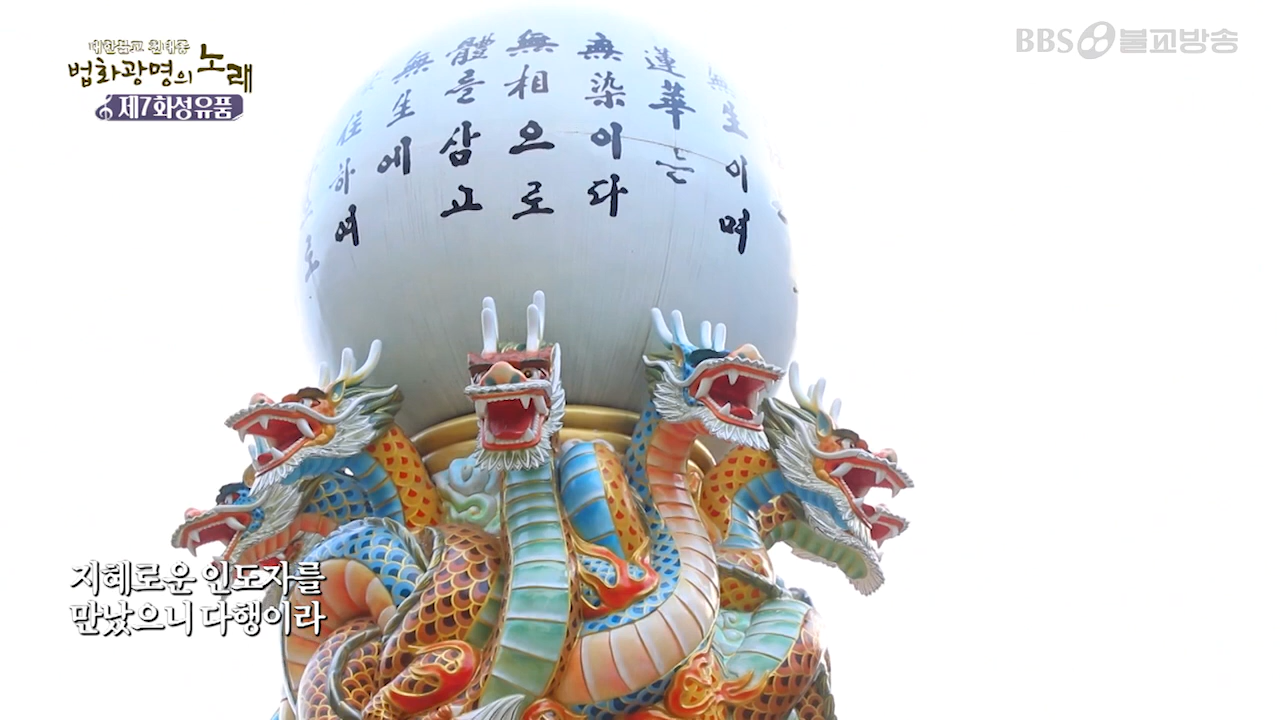 대한불교 천태종
법화광명의 노래
제7화성유품
BBS 불교방송
無生이며
蓮華는
無染이다
無相으로
體를 삼고
無生에
住하여
지혜로운 인도자를
만났으니 다행이라